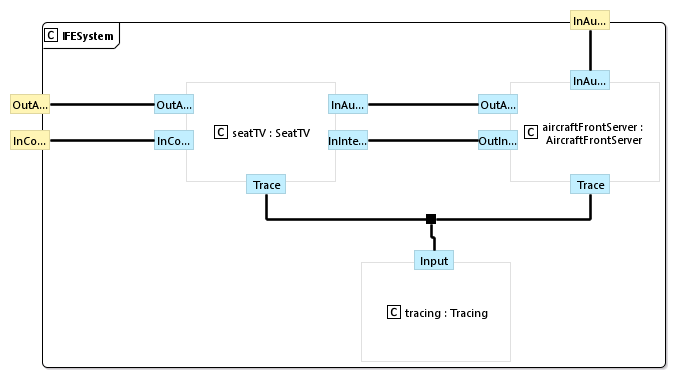 InAu...
C IFESystem
InAu...
OutA...
OutA...
InAu...
OutA...
C seatTV : SeatTV
C aircraftFrontServer :
AircraftFrontServer
InCo...
InCo...
InInte...
OutIn...
Trace
Trace
Input
C tracing : Tracing